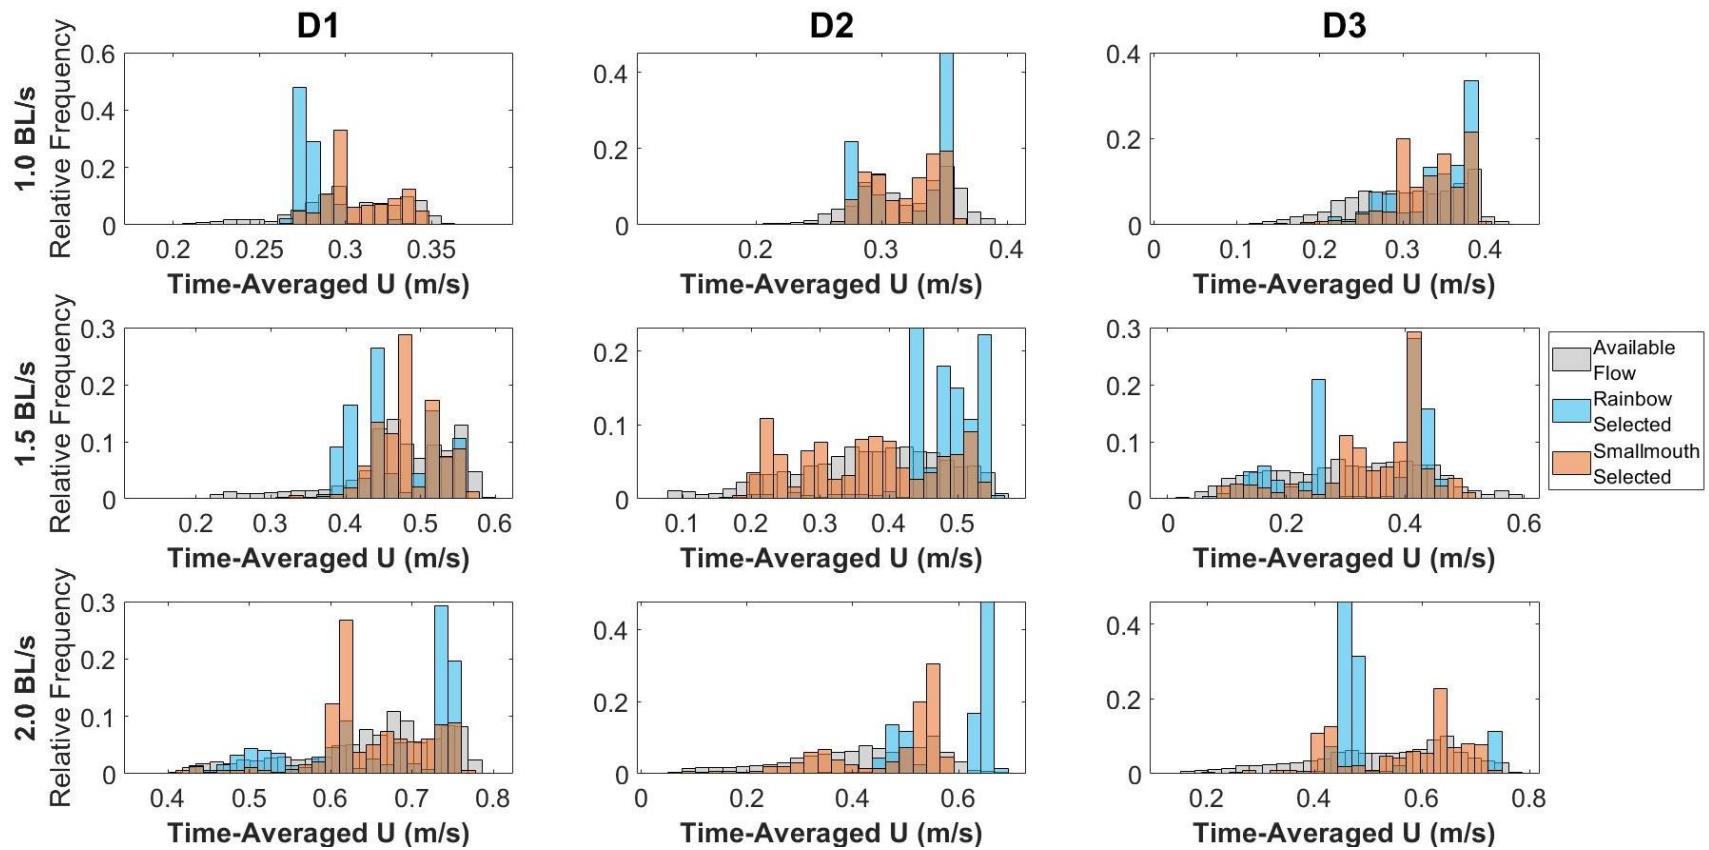 D1
D2
D3
1.0 BL/s
Relative Frequency
0.6
0.4
0.2
0
0.2
0.25
0.3
0.35
Time-Averaged U (m/s)
0.4
0.2
0
0.2
0.3
0.4
Time-Averaged U (m/s)
0.4
0.2
0
0
0.1
0.2
0.3
0.4
Time-Averaged U (m/s)
1.5 BL/s
Relative Frequency
0.3
0.2
0.1
0
0.2
0.3
0.4
0.5
0.6
Time-Averaged U (m/s)
0.2
0.1
0
0.1
0.2
0.3
0.4
0.5
Time-Averaged U (m/s)
0.3
0.2
0.1
0
0
0.2
0.4
0.6
Time-Averaged U (m/s)
Available
Flow
Rainbow
Selected
Smallmouth
Selected
2.0 BL/s
Relative Frequency
0.3
0.2
0.1
0
0.4
0.5
0.6
0.7
0.8
Time-Averaged U (m/s)
0.4
0.2
0
0
0.2
0.4
0.6
Time-Averaged U (m/s)
0.4
0.2
0
0.2
0.4
0.6
0.8
Time-Averaged U (m/s)